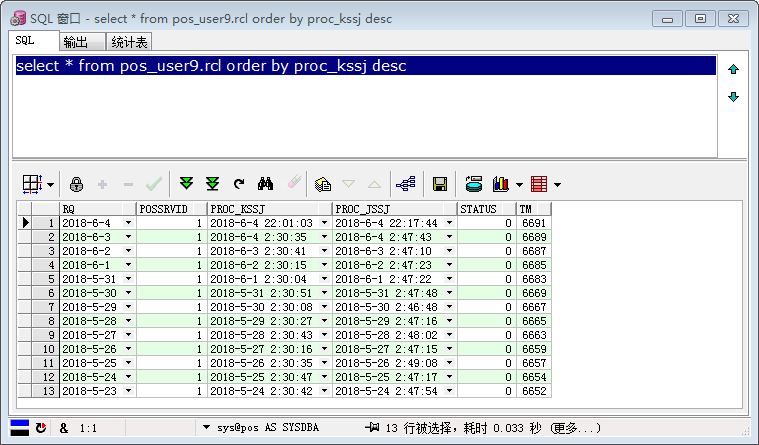 SQL 窗口 - select * from pos_user9.rcl order by proc_kssj desc
SQL 输出 统计表
select * from pos_user9.rcl order by proc_kssj desc
RQ POSSRVID PROC_KSSJ PROC_JSSJ STATUS TM
1 2018-6-4 1 2018-6-4 22:01:03 2018-6-4 22:17:44 0 6691
2 2018-6-3 1 2018-6-4 2:30:35 2018-6-4 2:47:43 0 6689
3 2018-6-2 1 2018-6-3 2:30:41 2018-6-3 2:47:10 0 6687
4 2018-6-1 1 2018-6-2 2:30:15 2018-6-2 2:47:23 0 6685
5 2018-5-31 1 2018-6-1 2:30:04 2018-6-1 2:47:22 0 6683
6 2018-5-30 1 2018-5-31 2:30:51 2018-5-31 2:47:48 0 6669
7 2018-5-29 1 2018-5-30 2:30:08 2018-5-30 2:46:48 0 6667
8 2018-5-28 1 2018-5-29 2:30:27 2018-5-29 2:47:16 0 6665
9 2018-5-27 1 2018-5-28 2:30:43 2018-5-28 2:48:02 0 6663
10 2018-5-26 1 2018-5-27 2:30:16 2018-5-27 2:47:15 0 6659
11 2018-5-25 1 2018-5-26 2:30:35 2018-5-26 2:49:08 0 6657
12 2018-5-24 1 2018-5-25 2:30:47 2018-5-25 2:47:17 0 6654
13 2018-5-23 1 2018-5-24 2:30:42 2018-5-24 2:47:54 0 6652
& 1:1 sys@pos AS SYSDBA 13 行被选择，耗时 0.033 秒 (更多...)